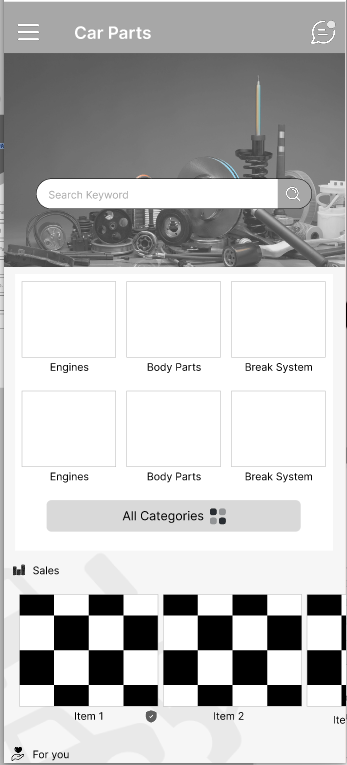 Car Parts
Search Keyword
Engines Body Parts Break System
Engines Body Parts Break System
All Categories
Sales
Item 1 Item 2 Ite
For you